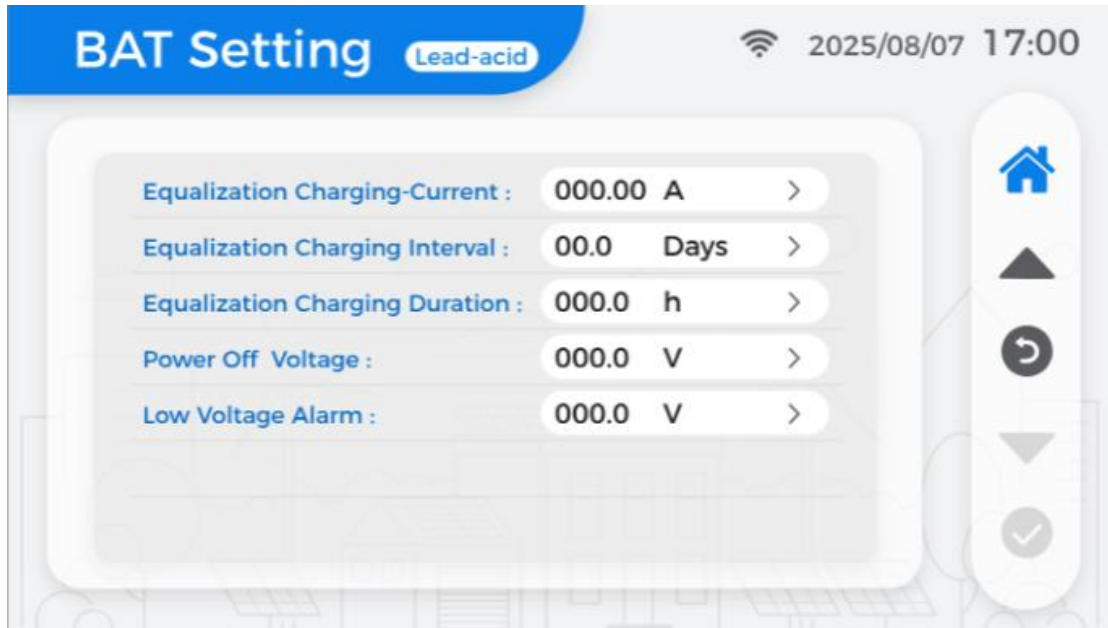 BAT Setting Lead-acid 2025/08/07 17:00
Equalization Charging-Current : 000.00 A >
Equalization Charging Interval : 00.0 Days >
Equalization Charging Duration : 000.0 h >
Power Off Voltage : 000.0 V >
Low Voltage Alarm : 000.0 V >